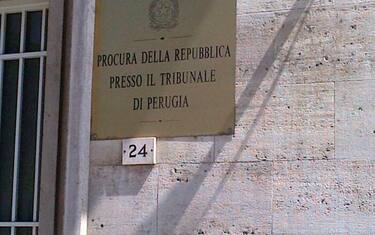 PROCURA DELLA REPUBBLICA
PRESSO IL TRIBUNALE
DI PERUGIA
·24·